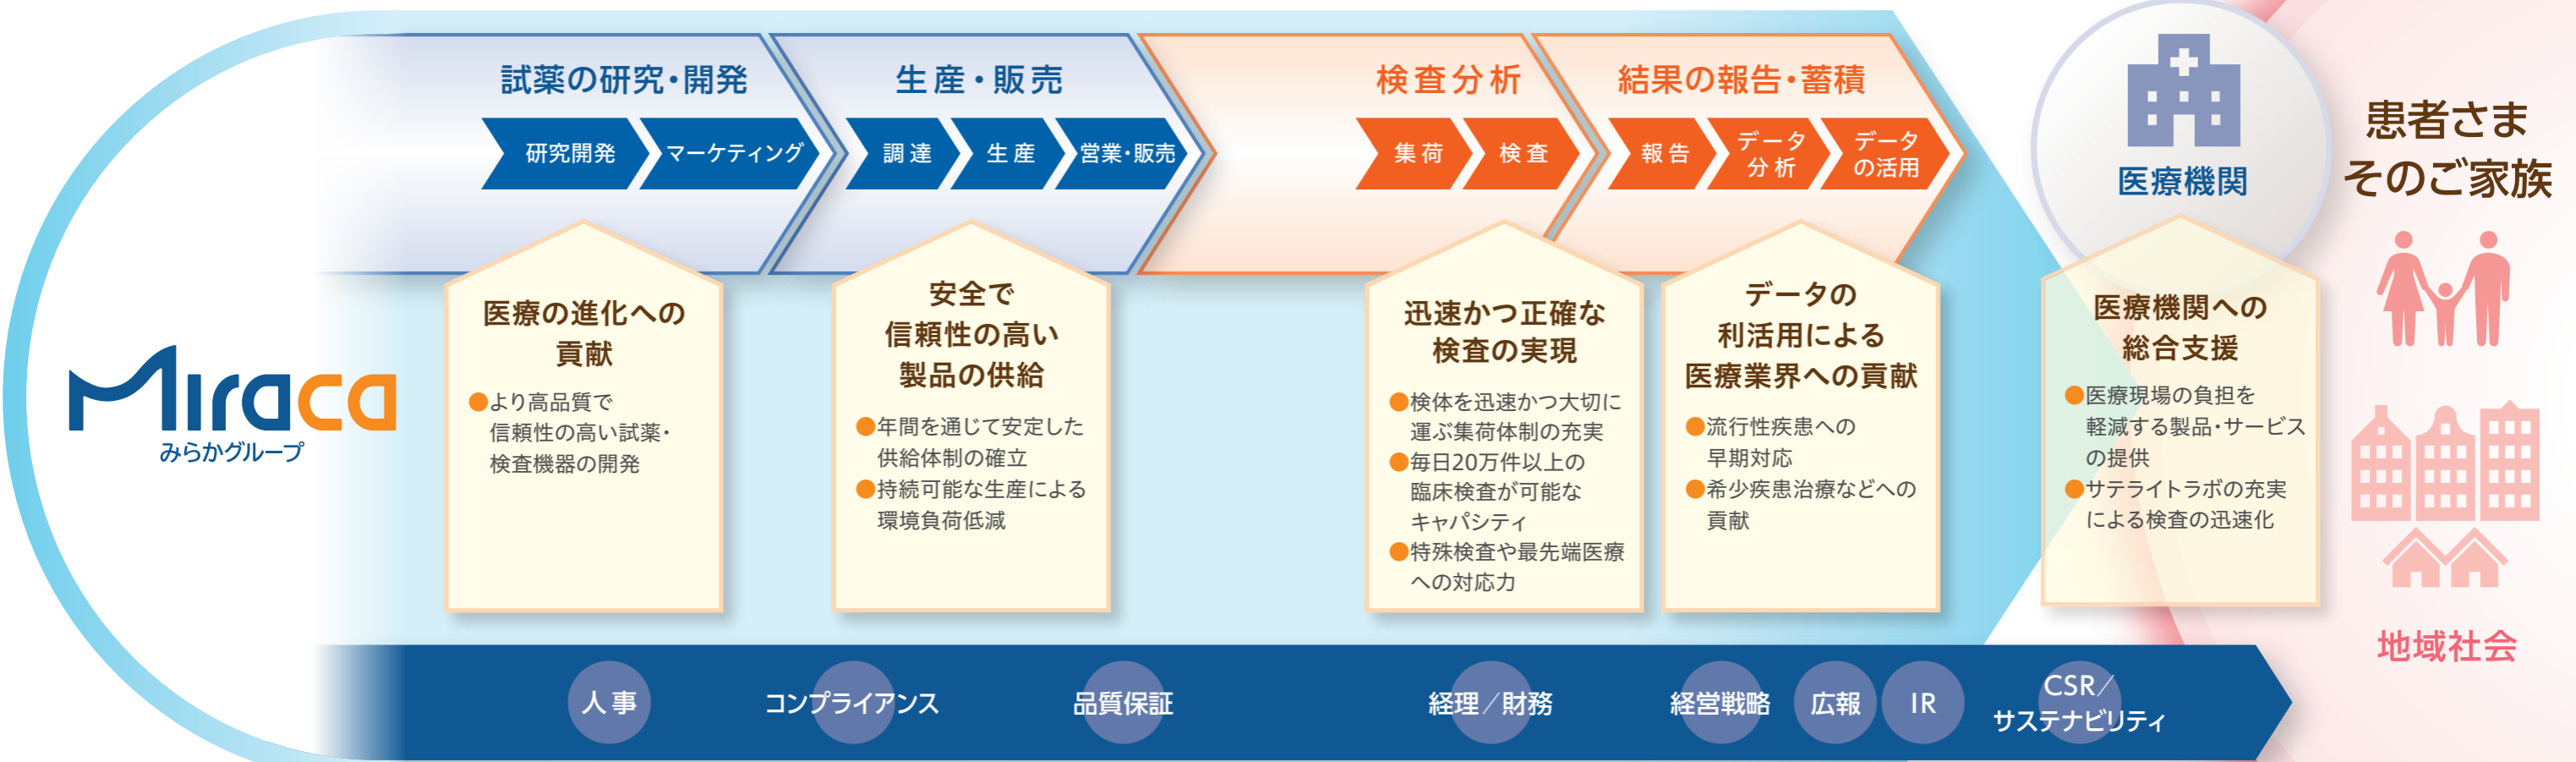 試薬の研究・開発
研究開発
マーケティング
生産・販売
調達
生産
営業・販売
検査分析
集荷
検査
結果の報告・蓄積
報告
データ
分析
データ
の活用
医療機関
患者さま
そのご家族
Miraca
みらかグループ
医療の進化への
貢献
●より高品質で
信頼性の高い試薬・
検査機器の開発
安全で
信頼性の高い
製品の供給
●年間を通じて安定した
供給体制の確立
●持続可能な生産による
環境負荷低減
迅速かつ正確な
検査の実現
●検体を迅速かつ大切に
運ぶ集荷体制の充実
●毎日20万件以上の
臨床検査が可能な
キャパシティ
●特殊検査や最先端医療
への対応力
データの
利活用による
医療業界への貢献
●流行性疾患への
早期対応
●希少疾患治療などへの
貢献
医療機関への
総合支援
●医療現場の負担を
軽減する製品・サービス
の提供
●サテライトラボの充実
による検査の迅速化
地域社会
人事
コンプライアンス
品質保証
経理／財務
経営戦略
広報
IR
CSR／
サステナビリティ